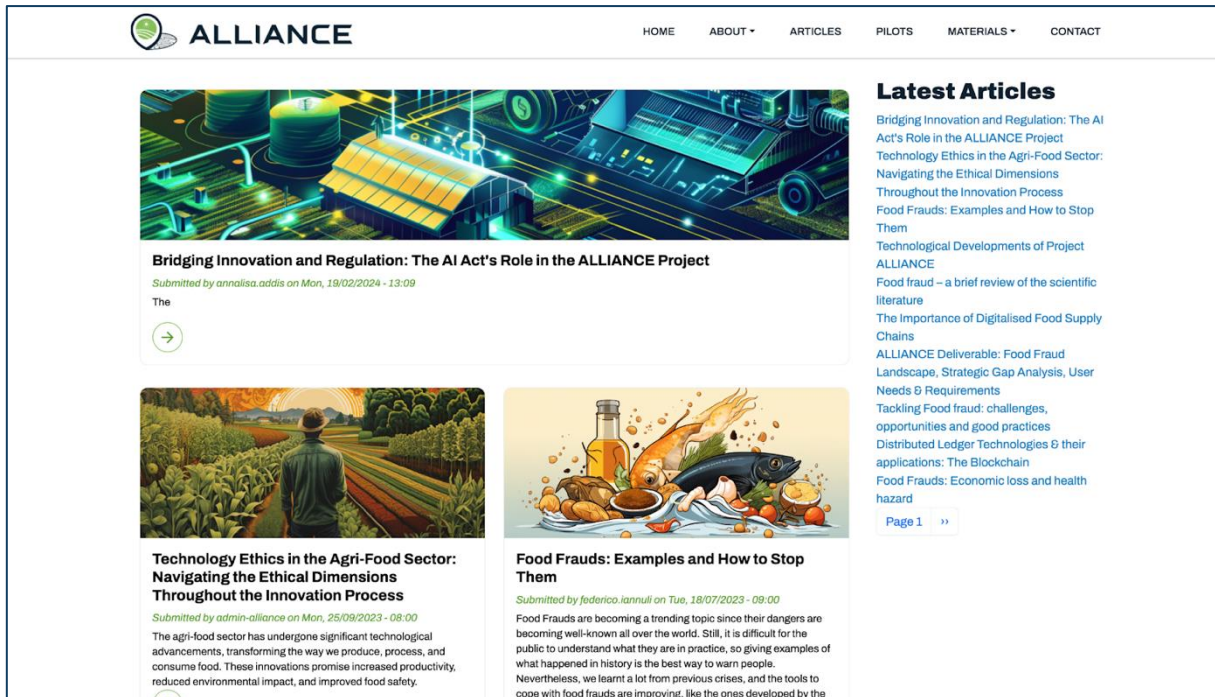 ALLIANCE
HOME ABOUT ARTICLES PILOTS MATERIALS CONTACT
Bridging Innovation and Regulation: The AI Act's Role in the ALLIANCE Project
Submitted by annalisa.addis on Mon, 19/02/2024 - 13:09
The
Technology Ethics in the Agri-Food Sector:
Navigating the Ethical Dimensions
Throughout the Innovation Process
Submitted by admin-alliance on Mon, 25/09/2023 - 08:00
The agri-food sector has undergone significant technological
advancements, transforming the way we produce, process, and
consume food. These innovations promise increased productivity,
reduced environmental impact, and improved food safety.
Food Frauds: Examples and How to Stop
Them
Submitted by federico.iannuli on Tue, 18/07/2023 - 09:00
Food Frauds are becoming a trending topic since their dangers are
becoming well-known all over the world. Still, it is difficult for the
public to understand what they are in practice, so giving examples of
what happened in history is the best way to warn people.
Nevertheless, we learnt a lot from previous crises, and the tools to
cope with food frauds are improving, like the ones developed by the
Latest Articles
Bridging Innovation and Regulation: The AI
Act's Role in the ALLIANCE Project
Technology Ethics in the Agri-Food Sector:
Navigating the Ethical Dimensions
Throughout the Innovation Process
Food Frauds: Examples and How to Stop
Them
Technological Developments of Project
ALLIANCE
Food fraud – a brief review of the scientific
literature
The Importance of Digitalised Food Supply
Chains
ALLIANCE Deliverable: Food Fraud
Landscape, Strategic Gap Analysis, User
Needs & Requirements
Tackling Food fraud: challenges,
opportunities and good practices
Distributed Ledger Technologies & their
applications: The Blockchain
Food Frauds: Economic loss and health
hazard
Page 1 ››